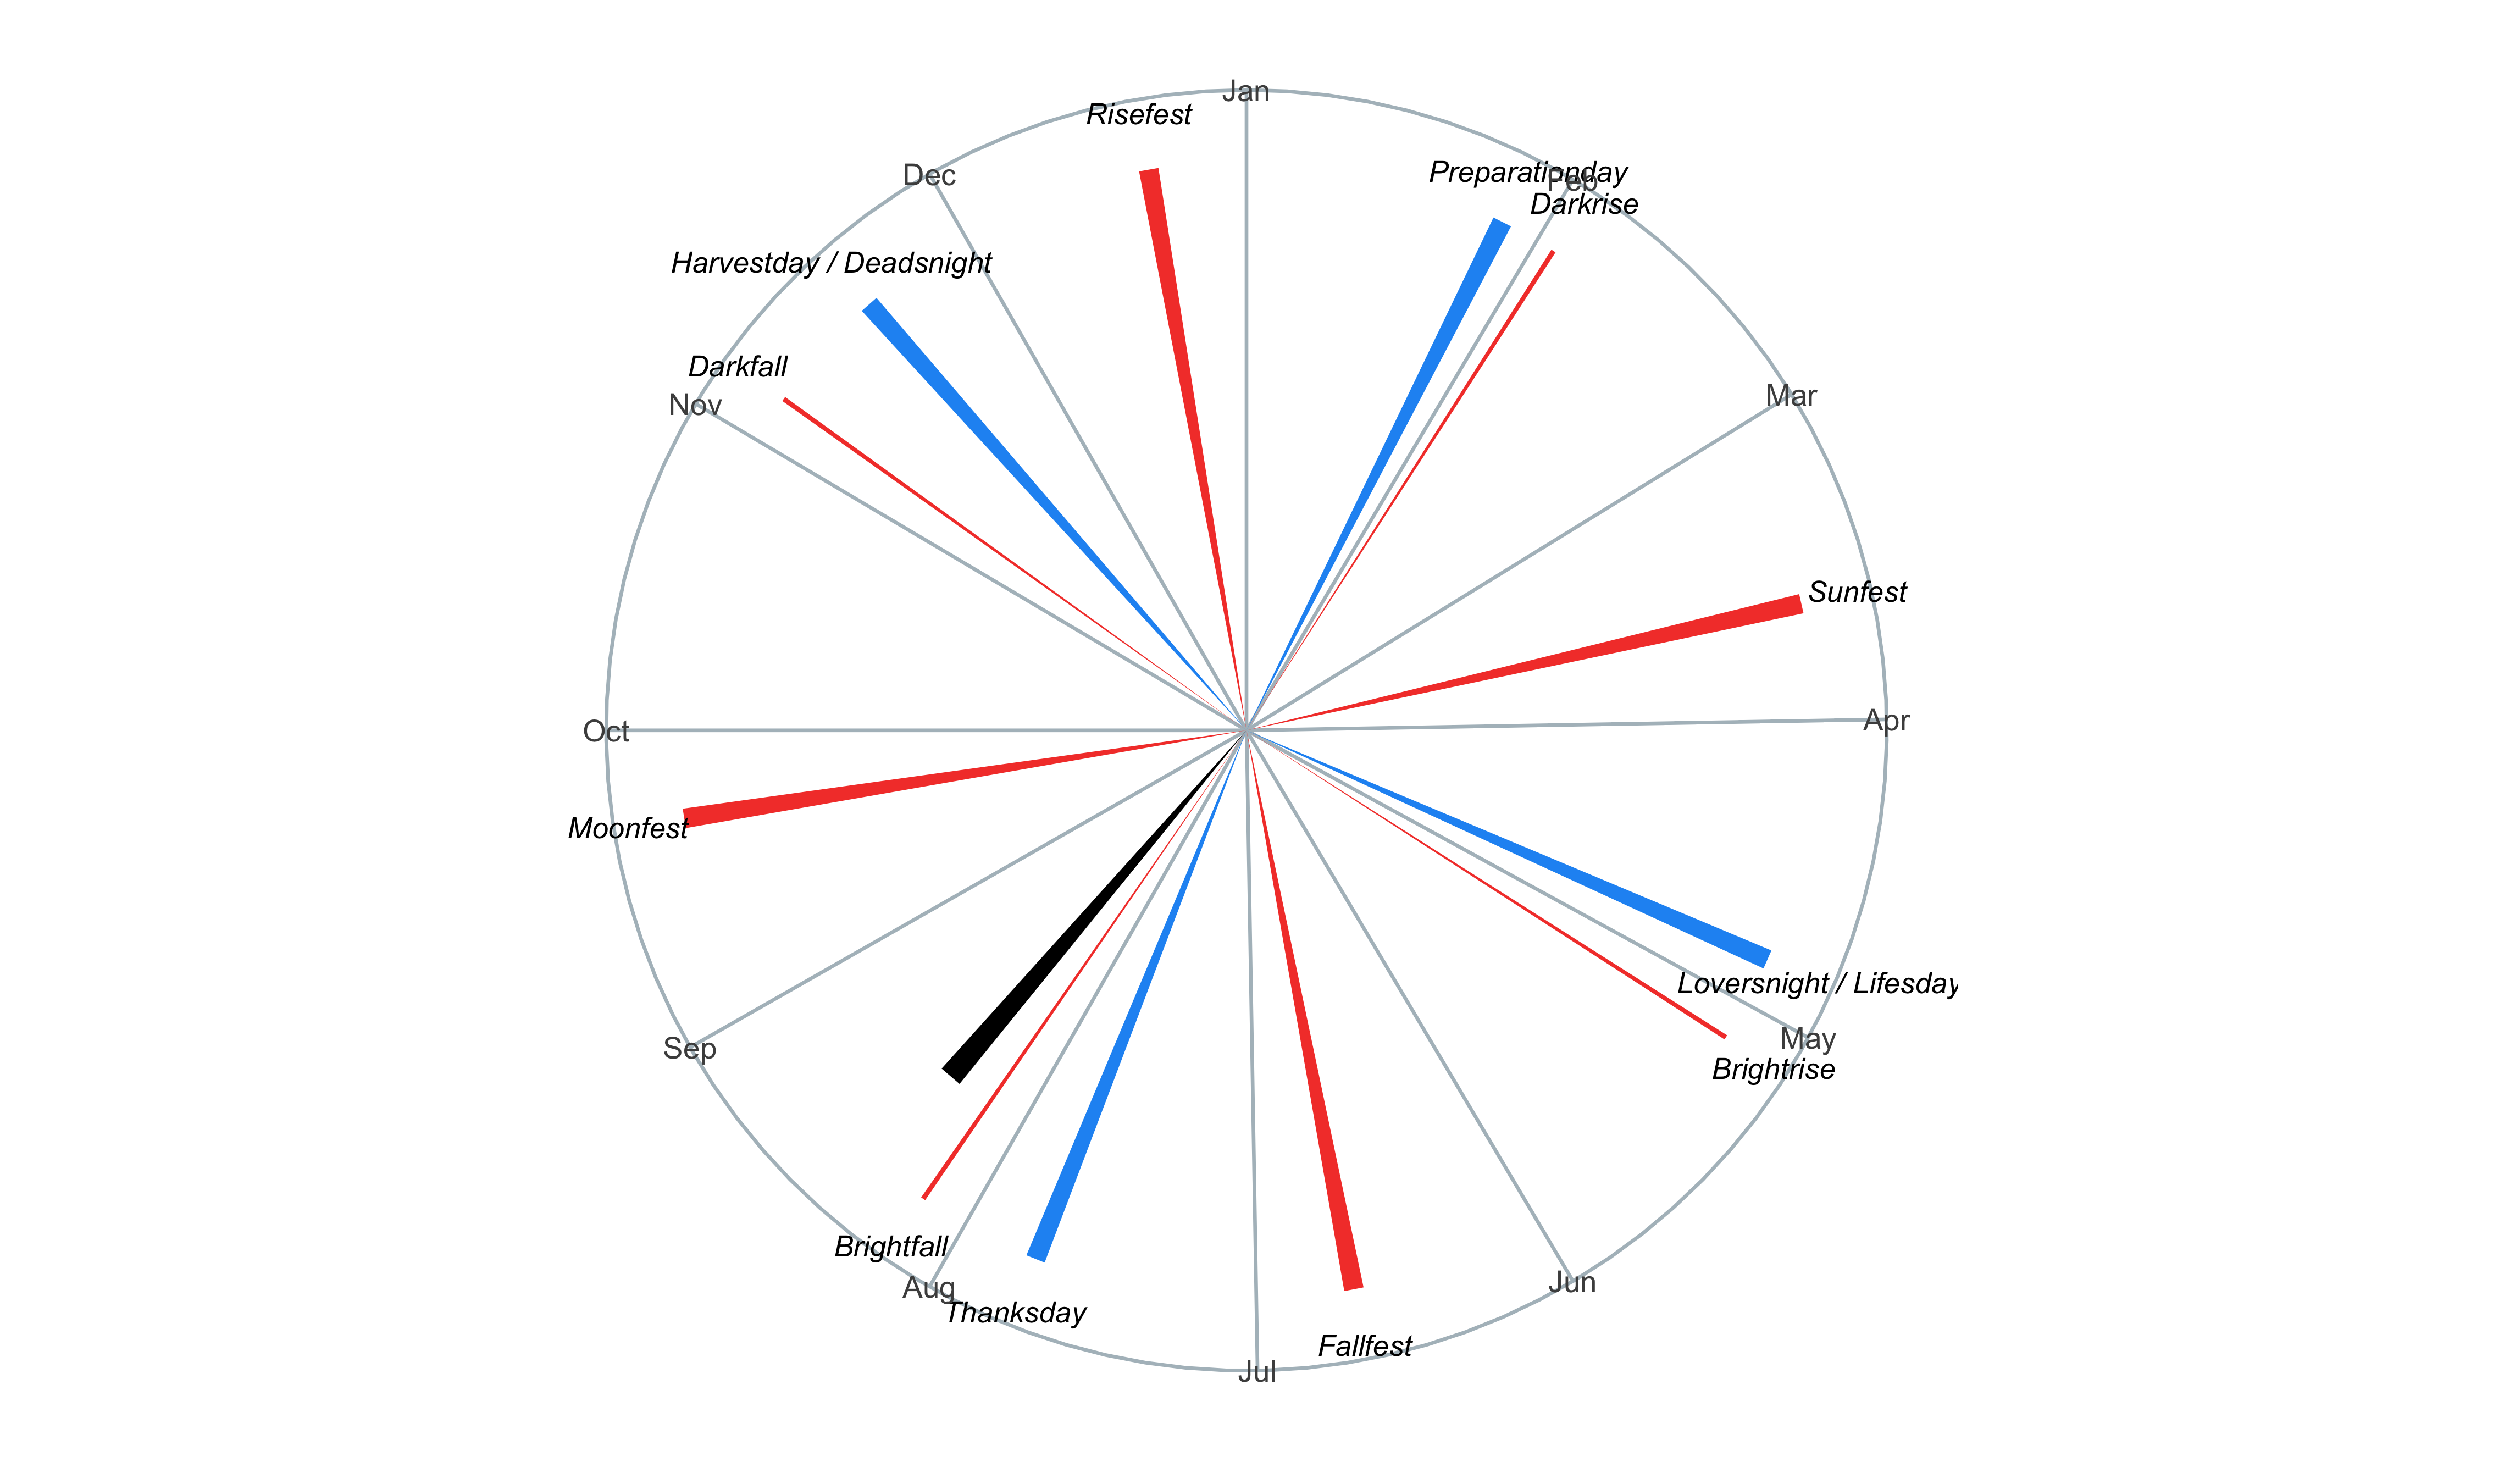 Jan
Risefest
Preparationday
Feb
Dec
Darkrise
Harvestday / Deadsnight
Darkfall
Mar
Nov
Sunfest
Apr
Oct
Moonfest
Loversnight / Lifesday
May
Sep
Brightrise
Brightfall
Jun
Aug
Thanksday
Fallfest
Jul